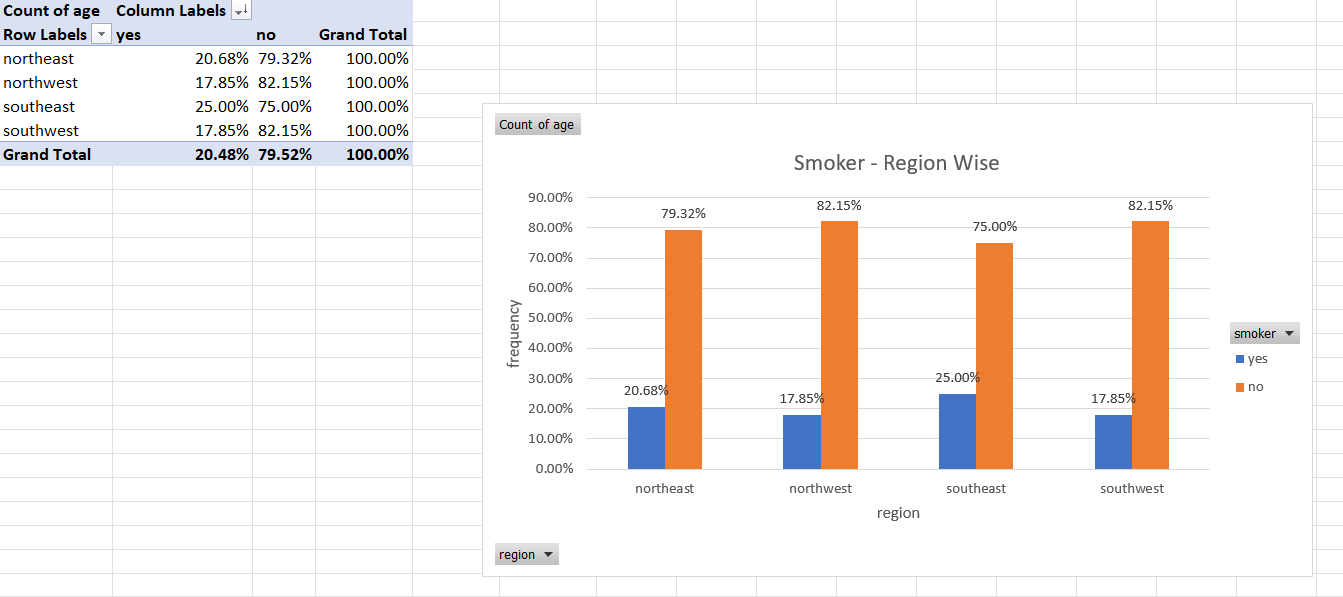 Count of age Column Labels
Row Labels yes no Grand Total
northeast 20.68% 79.32% 100.00%
northwest 17.85% 82.15% 100.00%
southeast 25.00% 75.00% 100.00%
southwest 17.85% 82.15% 100.00%
Grand Total 20.48% 79.52% 100.00%
Count of age
Smoker - Region Wise
90.00%
80.00%
70.00%
60.00%
50.00%
40.00%
30.00%
20.00%
10.00%
0.00%
frequency
20.68% 79.32%
17.85% 82.15%
25.00% 75.00%
17.85% 82.15%
northeast northwest southeast southwest
region
smoker
yes
no
region